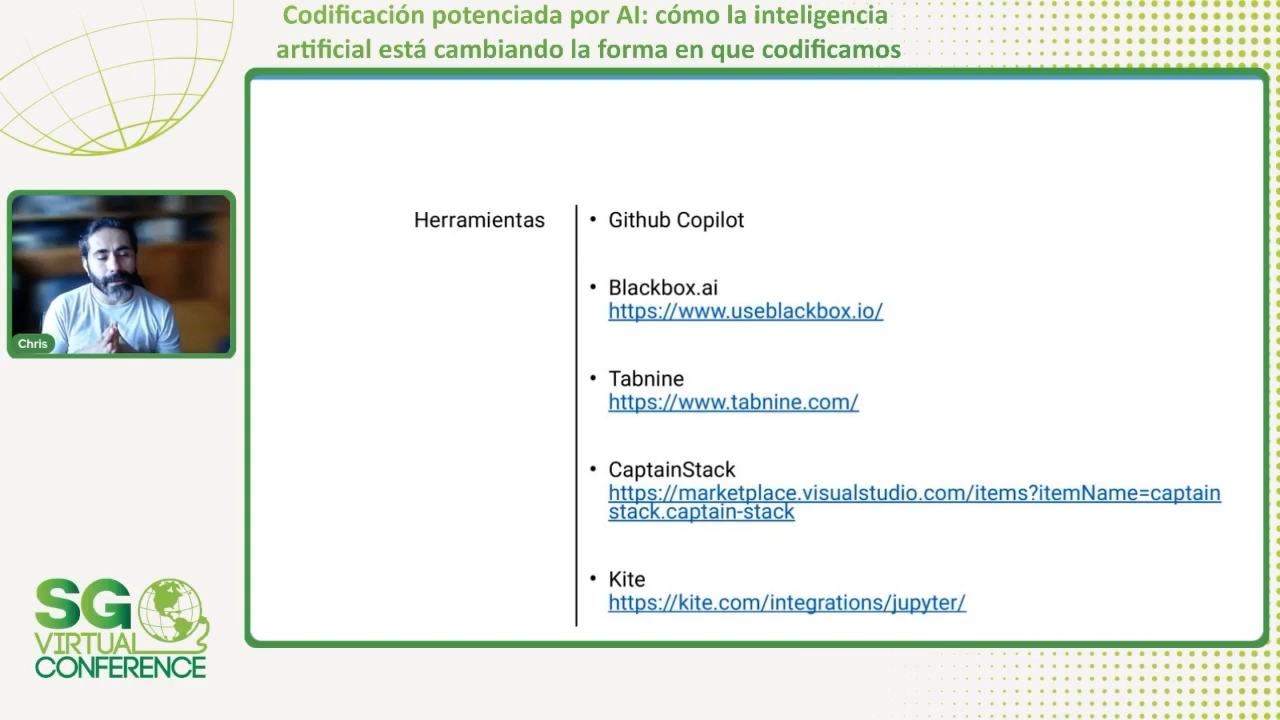 Codificación potenciada por AI: cómo la inteligencia
artificial está cambiando la forma en que codificamos
Herramientas
• Github Copilot
• Blackbox.ai
https://www.useblackbox.io/
• Tabnine
https://www.tabnine.com/
• CaptainStack
https://marketplace.visualstudio.com/items?itemName=captain
stack.captain-stack
• Kite
https://kite.com/integrations/jupyter/
Chris
SG
VIRTUAL
CONFERENCE